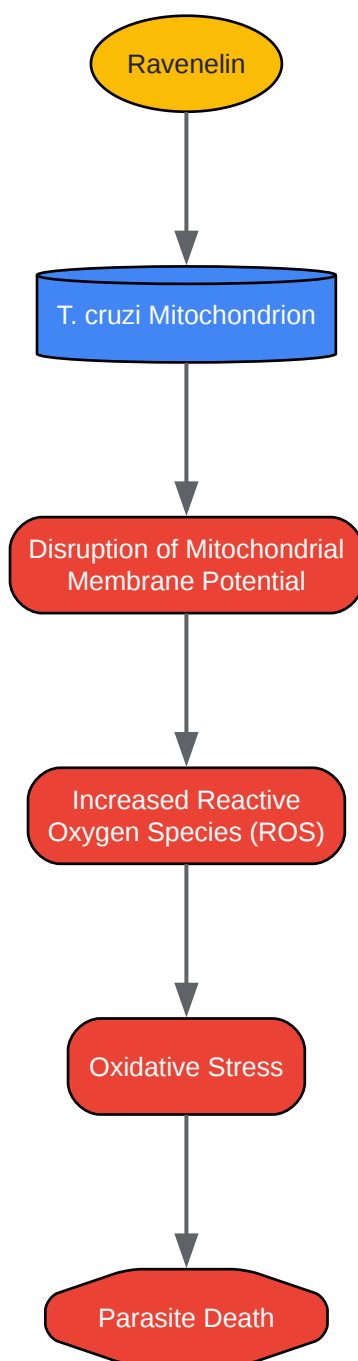 Ravenelin
T. cruzi Mitochondrion
Disruption of Mitochondrial
Membrane Potential
Increased Reactive
Oxygen Species (ROS)
Oxidative Stress
Parasite Death